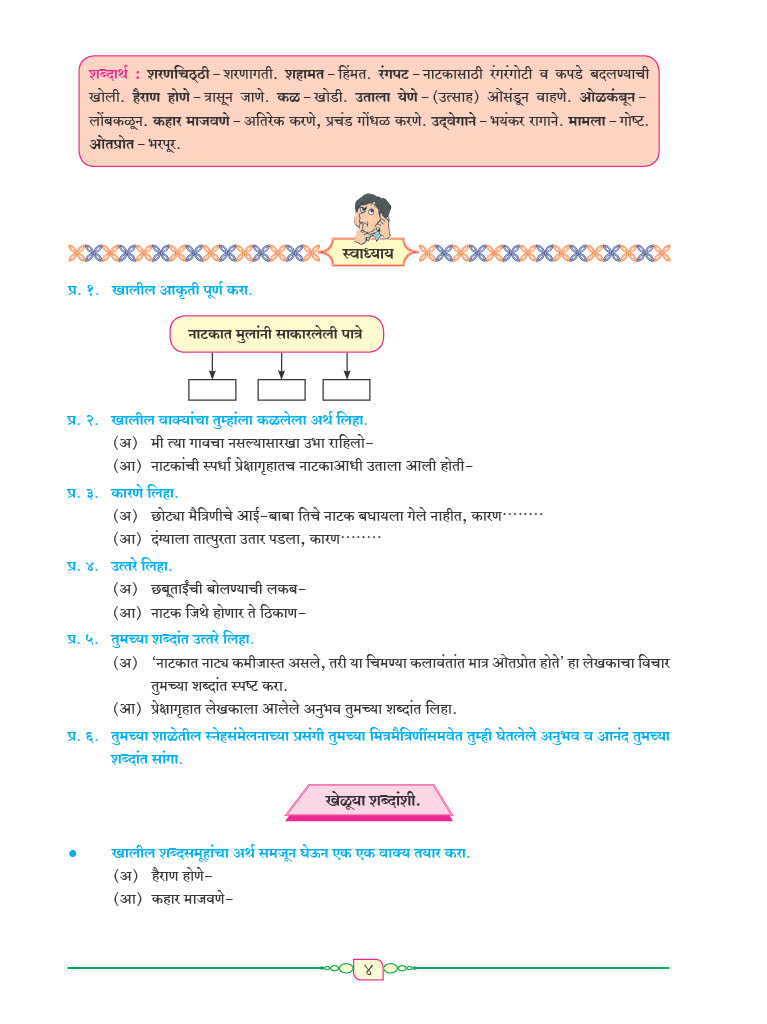 शब्दार्थ : शरणचिठ्ठी – शरणागती. शहामत – हिंमत. रंगपट – नाटकासाठी रंगरंगोटी व कपडे बदलण्याची
खोली. हैराण होणे – त्रासून जाणे. कळ – खोडी. उताला येणे – (उत्साह) ओसंडून वाहणे. ओळकंबून –
लोंबकळून. कहार माजवणे – अतिरेक करणे, प्रचंड गोंधळ करणे. उद्‌वेगाने – भयंकर रागाने. मामला – गोष्ट.
ओतप्रोत – भरपूर.
स्वाध्याय
प्र. १. खालील आकृती पूर्ण करा.
नाटकात मुलांनी साकारलेली पात्रे
प्र. २. खालील वाक्यांचा तुम्हांला कळलेला अर्थ लिहा.
(अ) मी त्या गावचा नसल्यासारखा उभा राहिलो–
(आ) नाटकांची स्पर्धा प्रेक्षागृहातच नाटकाआधी उताला आली होती–
प्र. ३. कारणे लिहा.
(अ) छोट्या मैत्रिणीचे आई-बाबा तिचे नाटक बघायला गेले नाहीत, कारण········
(आ) दंग्याला तात्पुरता उतार पडला, कारण········
प्र. ४. उत्तरे लिहा.
(अ) छबूताईंची बोलण्याची लकब–
(आ) नाटक जिथे होणार ते ठिकाण–
प्र. ५. तुमच्या शब्दांत उत्तरे लिहा.
(अ) ‘नाटकात नाट्य कमीजास्त असले, तरी या चिमण्या कलावंतांत मात्र ओतप्रोत होते’ हा लेखकाचा विचार
तुमच्या शब्दांत स्पष्ट करा.
(आ) प्रेक्षागृहात लेखकाला आलेले अनुभव तुमच्या शब्दांत लिहा.
प्र. ६. तुमच्या शाळेतील स्नेहसंमेलनाच्या प्रसंगी तुमच्या मित्रमैत्रिणींसमवेत तुम्ही घेतलेले अनुभव व आनंद तुमच्या
शब्दांत सांगा.
खेळूया शब्दांशी.
• खालील शब्दसमूहांचा अर्थ समजून घेऊन एक एक वाक्य तयार करा.
(अ) हैराण होणे–
(आ) कहार माजवणे–
४